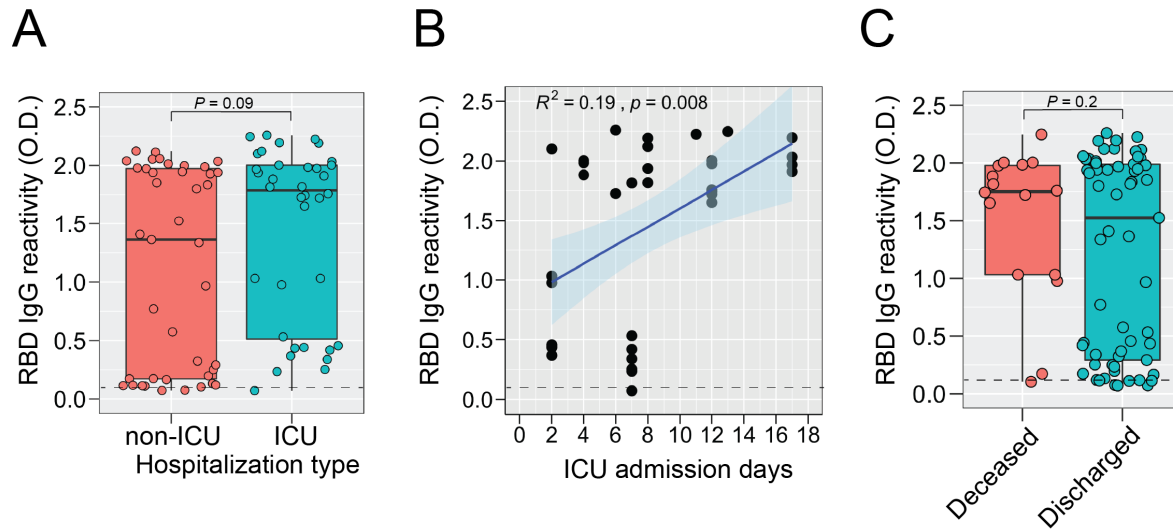 A
RBD IgG reactivity (O.D.)
2.5
2.0
1.5
1.0
0.5
0.0
P = 0.09
non-ICU ICU
Hospitalization type
B
RBD IgG reactivity (O.D.)
2.5
2.0
1.5
1.0
0.5
0.0
R² = 0.19 , p = 0.008
0 2 4 6 8 10 12 14 16 18
ICU admission days
C
RBD IgG reactivity (O.D.)
2.5
2.0
1.5
1.0
0.5
0.0
P = 0.2
Deceased
Discharged